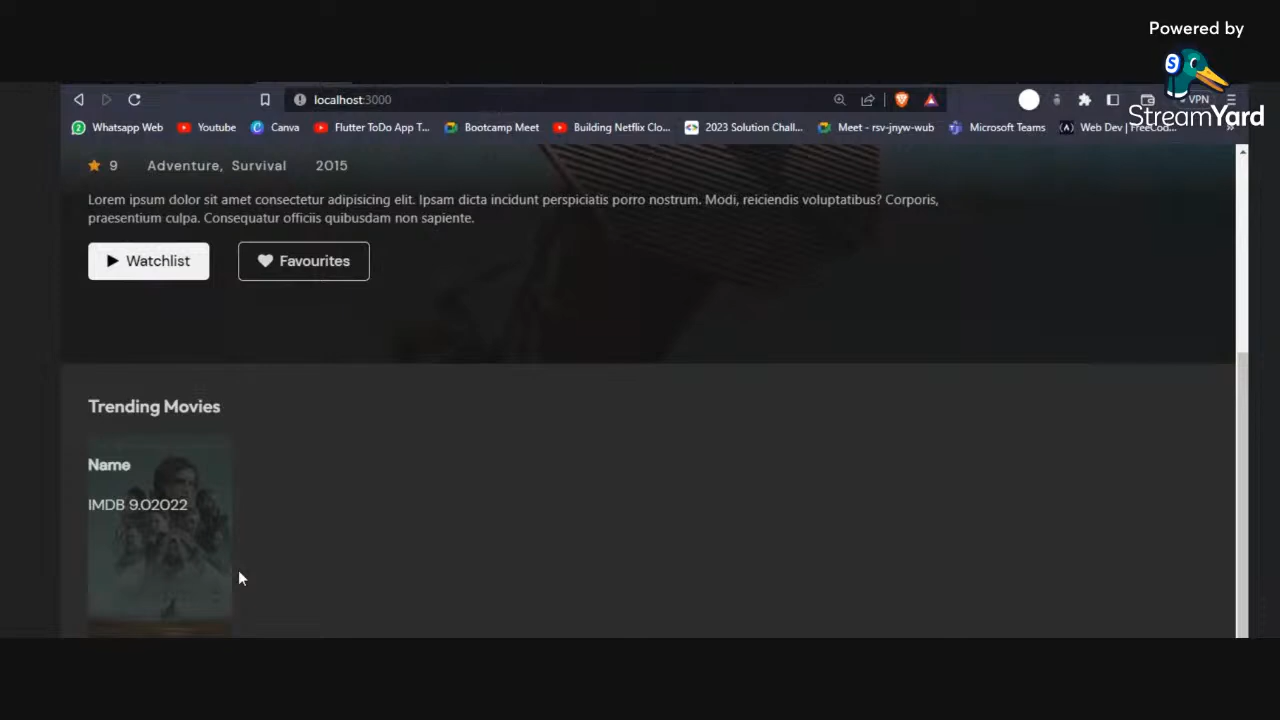 Powered by
StreamYard
localhost:3000
VPN
Whatsapp Web
Youtube
Canva
Flutter ToDo App T...
Bootcamp Meet
Building Netflix Clo...
2023 Solution Chall...
Meet - rsv-jnyw-wub
Microsoft Teams
Web Dev | FreeCod...
9 Adventure, Survival 2015
Lorem ipsum dolor sit amet consectetur adipisicing elit. Ipsam dicta incidunt perspiciatis porro nostrum. Modi, reiciendis voluptatibus? Corporis,
praesentium culpa. Consequatur officiis quibusdam non sapiente.
Watchlist
Favourites
Trending Movies
Name
IMDB 9.02022